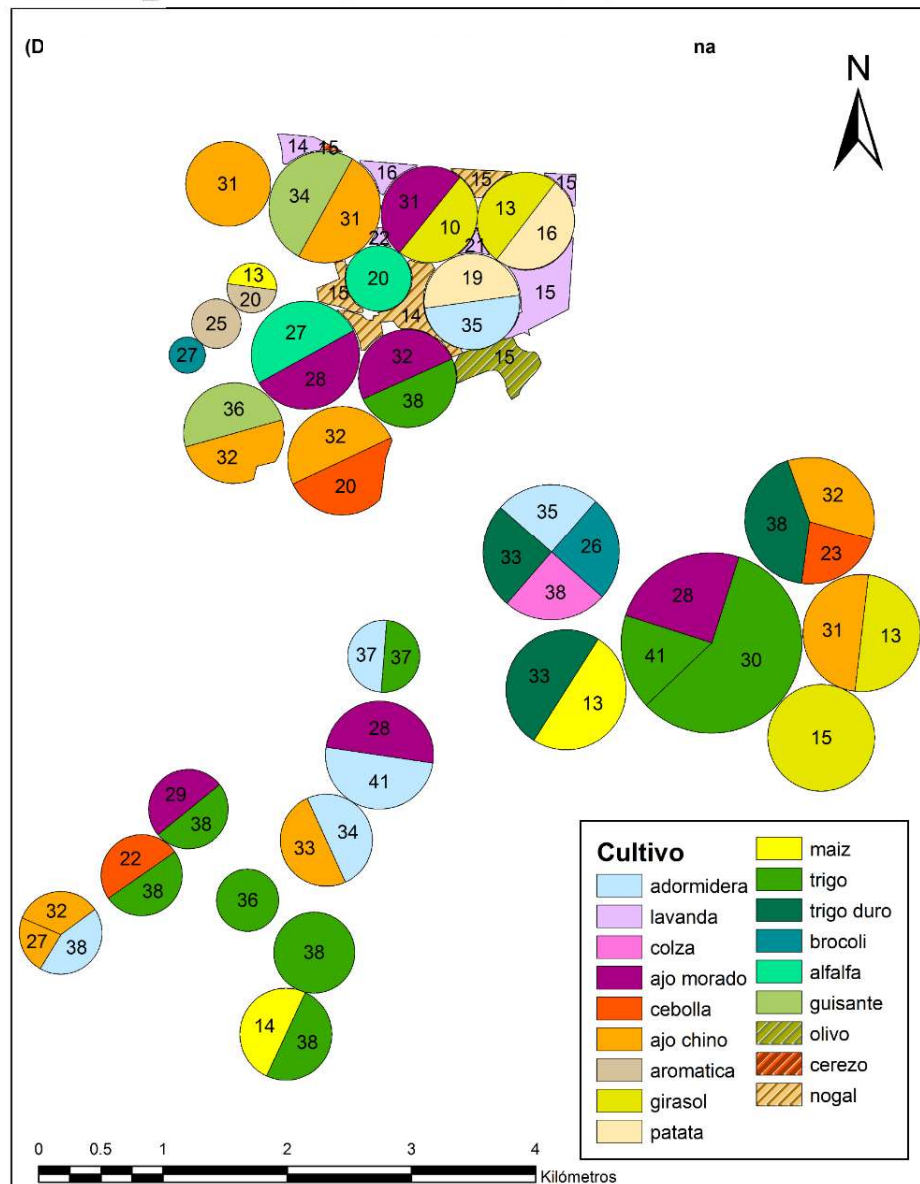 (D
na
N
14
15
16
15
15
31
34
31
31
10
13
16
22
21
20
19
35
15
15
14
13
20
25
27
27
28
32
38
15
36
32
32
20
35
33
26
38
38
32
23
28
41
30
31
13
33
13
15
37
37
28
41
34
33
29
38
22
38
36
32
27
38
38
14
38
Cultivo
adormidera
lavanda
colza
ajo morado
cebolla
ajo chino
aromatica
girasol
patata
maiz
trigo
trigo duro
brocoli
alfalfa
guisante
olivo
cerezo
nogal
0 0.5 1 2 3 4
Kilómetros